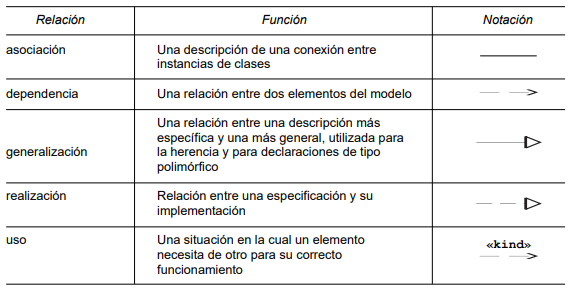 Relación Función Notación
asociación Una descripción de una conexión entre
instancias de clases
dependencia Una relación entre dos elementos del modelo
Una relación entre una descripción más
específica y una más general, utilizada para
generalización la herencia y para declaraciones de tipo
polimórfico
realización Relación entre una especificación y su
implementación
uso Una situación en la cual un elemento «kind»
necesita de otro para su correcto
funcionamiento